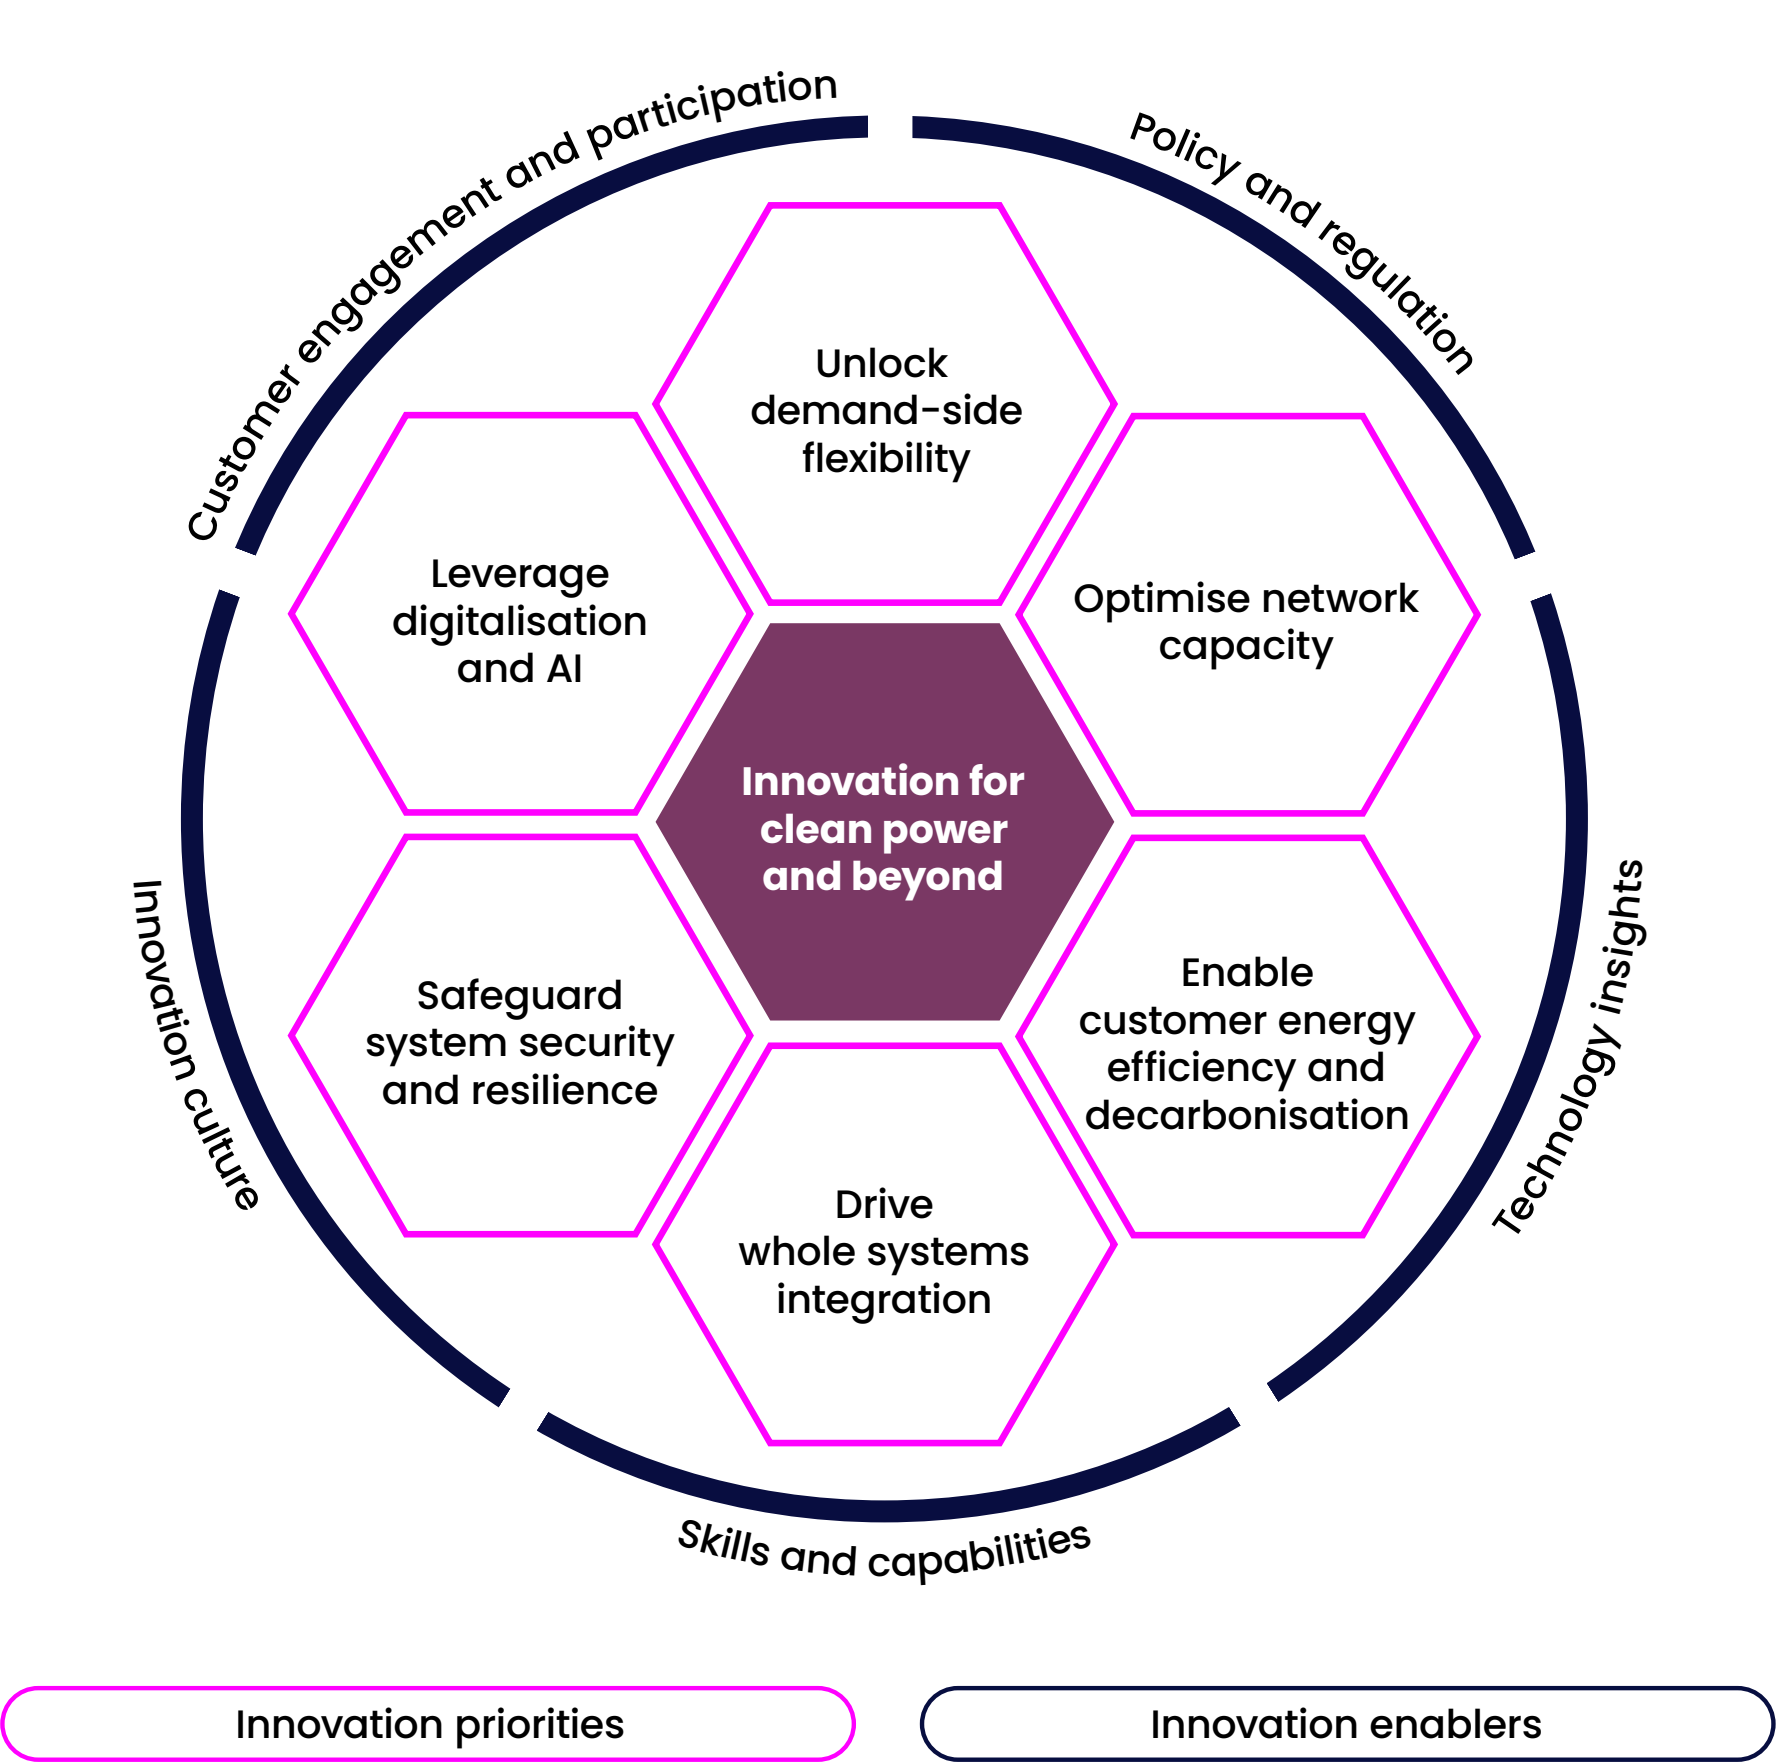 Customer engagement and participation
Policy and regulation
Unlock
demand-side
flexibility
Leverage
digitalisation
and AI
Optimise network
capacity
Innovation for
clean power
and beyond
Innovation culture
Technology insights
Safeguard
system security
and resilience
Enable
customer energy
efficiency and
decarbonisation
Drive
whole systems
integration
Skills and capabilities
Innovation priorities
Innovation enablers